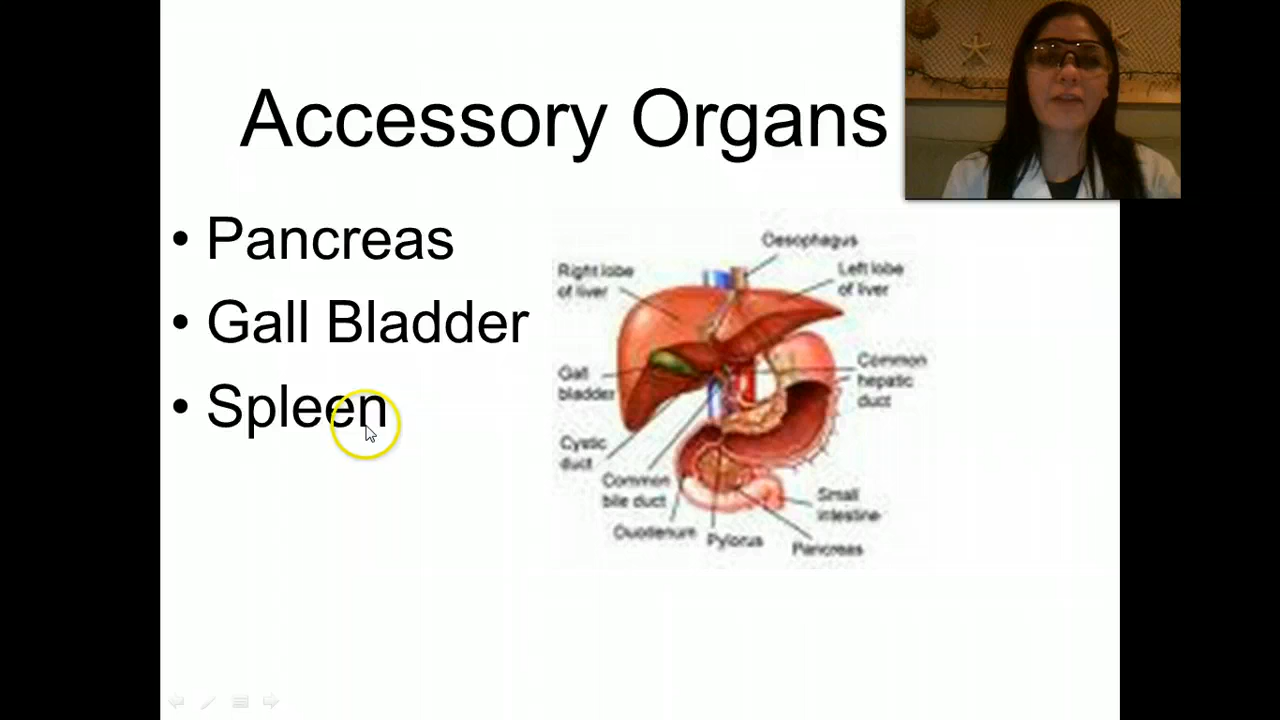 Accessory Organs
• Pancreas
• Gall Bladder
• Spleen
Oesophagus
Right lobe
of liver
Left lobe
of liver
Gall
bladder
Common
hepatic
duct
Cystic
duct
Common
bile duct
Small
intestine
Duodenum
Pylorus
Pancreas